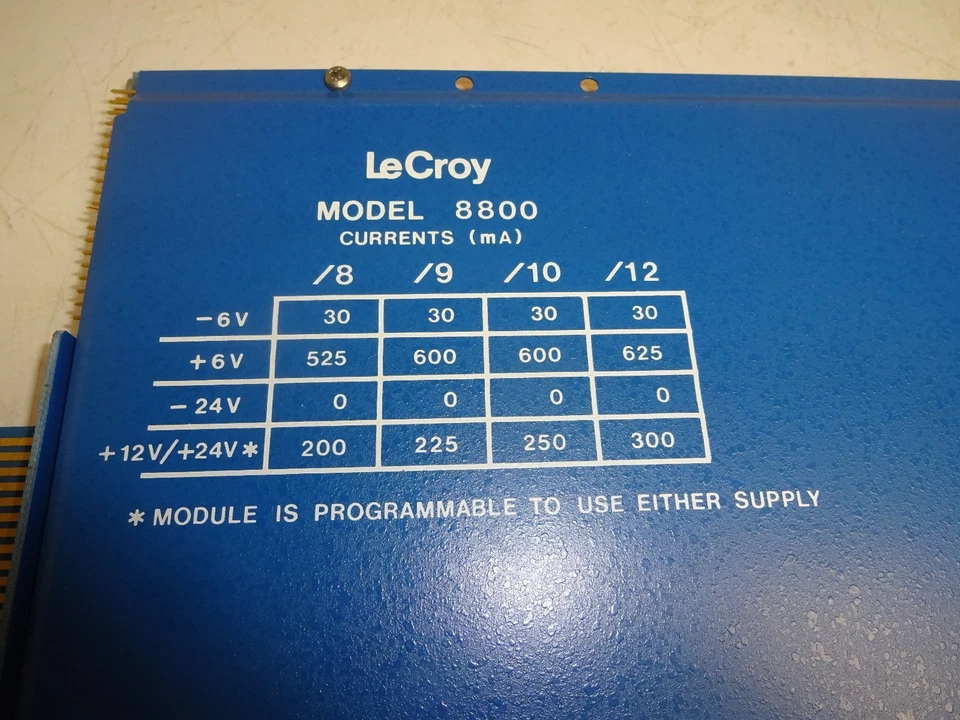 LeCroy
MODEL 8800
CURRENTS (mA)
/8 /9 /10 /12
-6V 30 30 30 30
+6V 525 600 600 625
-24V 0 0 0 0
+12V/+24V* 200 225 250 300
* MODULE IS PROGRAMMABLE TO USE EITHER SUPPLY